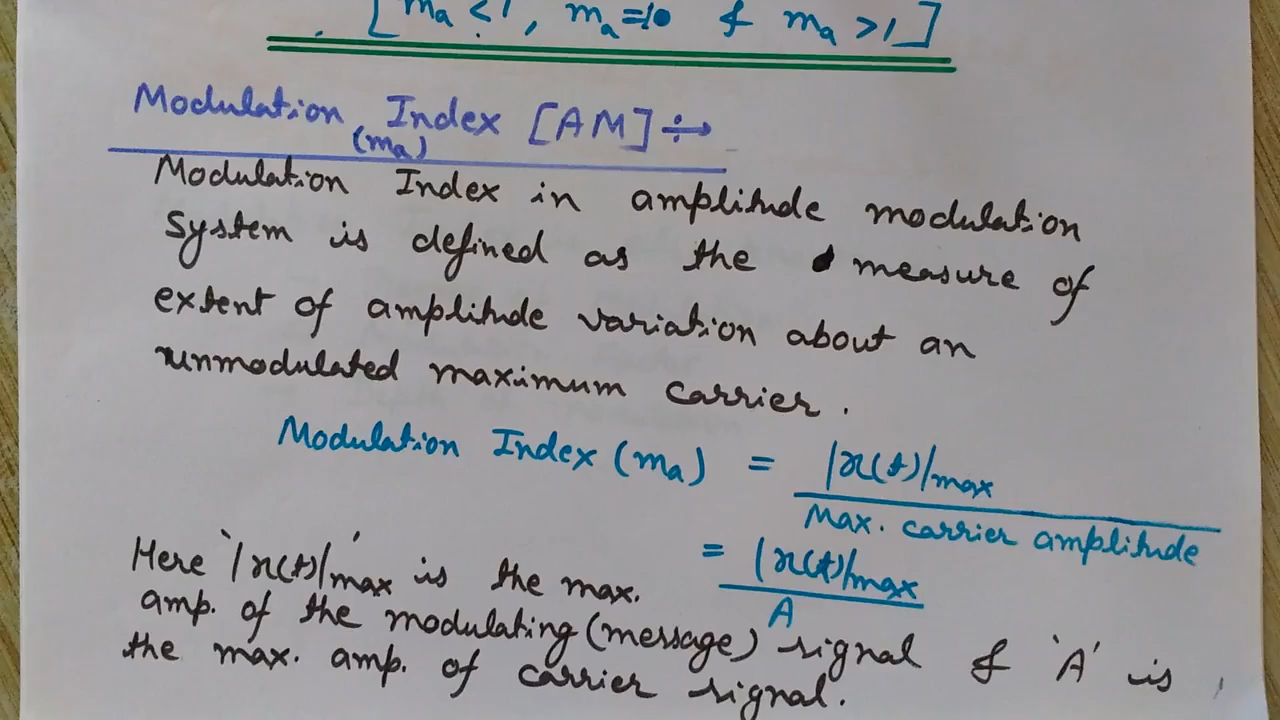 [ma < 1, ma = 10 & ma > 1]
Modulation Index [AM] ÷→
(ma)
Modulation Index in amplitude modulation
System is defined as the measure of
extent of amplitude variation about an
unmodulated maximum carrier.
Modulation Index (ma) = |x(t)|max
Max. carrier amplitude
= |x(t)|max
A
Here '|x(t)|max' is the max.
amp. of the modulating (message) signal & 'A' is
the max. amp. of carrier signal.